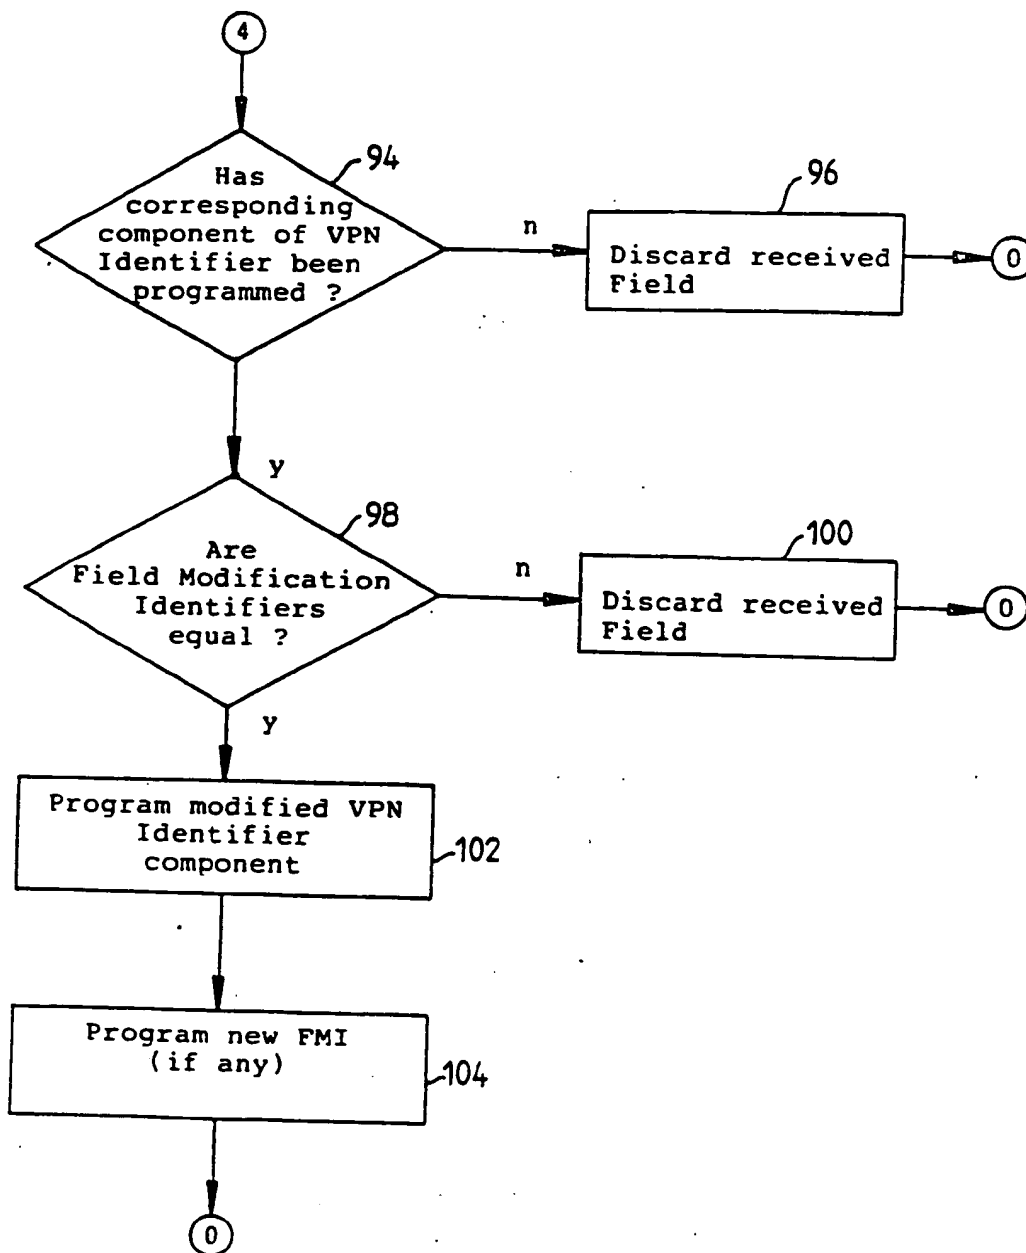 4
94
Has
corresponding
component of VPN
Identifier been
programmed ?
n
96
Discard received
Field
0
y
98
Are
Field Modification
Identifiers
equal ?
n
100
Discard received
Field
0
y
Program modified VPN
Identifier
component
102
Program new FMI
(if any)
104
0